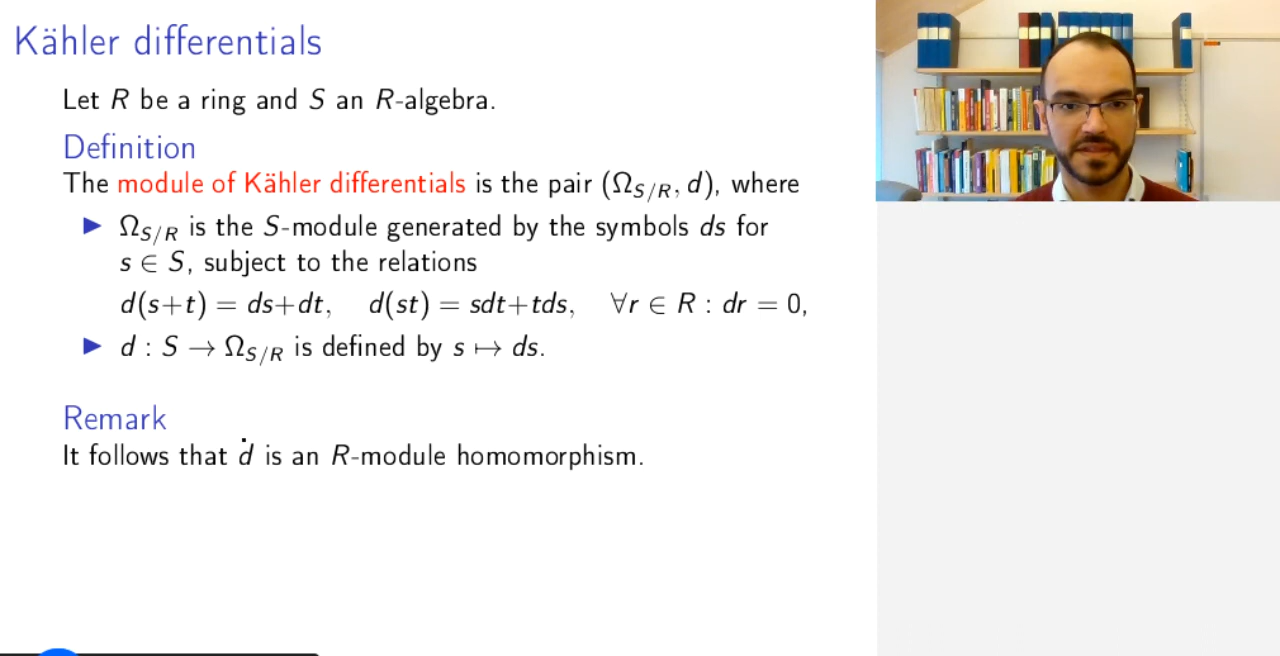 Kähler differentials
Let R be a ring and S an R-algebra.
Definition
The module of Kähler differentials is the pair (Ω_{S/R}, d), where
▶ Ω_{S/R} is the S-module generated by the symbols ds for
s ∈ S, subject to the relations
d(s+t) = ds+dt, d(st) = sdt+tds, ∀r ∈ R : dr = 0,
▶ d : S → Ω_{S/R} is defined by s ↦ ds.
Remark
It follows that d is an R-module homomorphism.